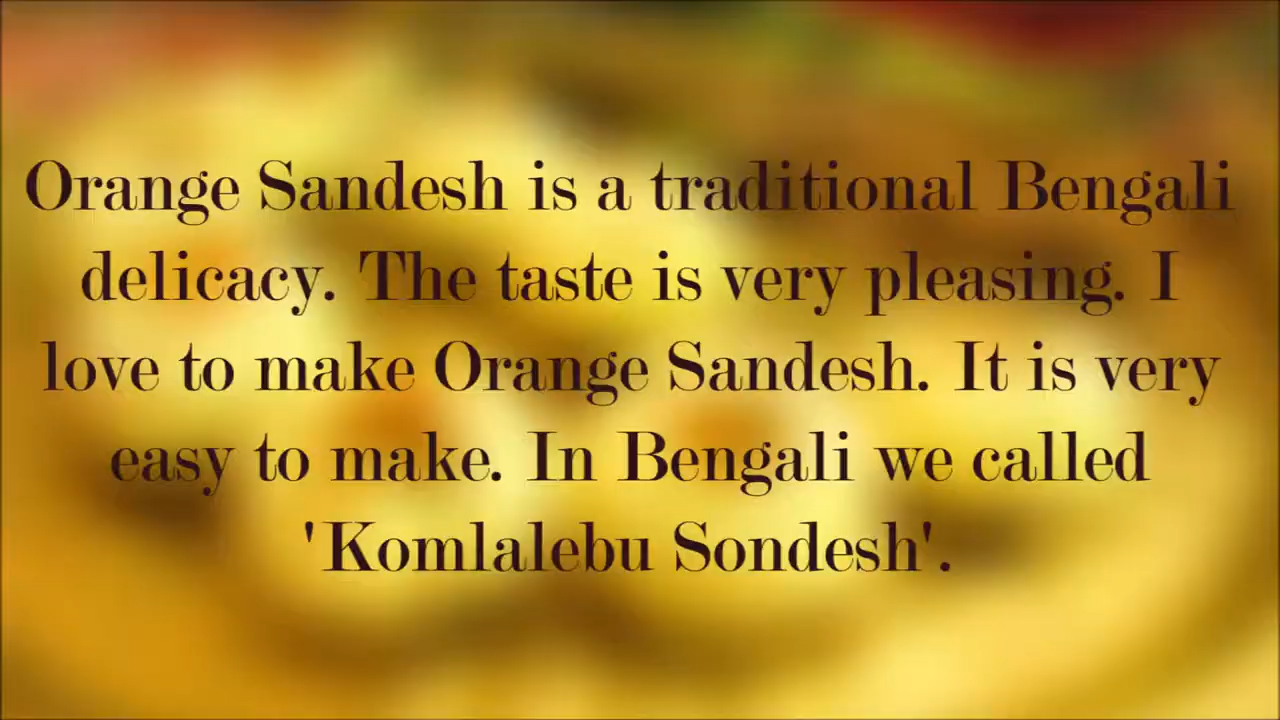 Orange Sandesh is a traditional Bengali
delicacy. The taste is very pleasing. I
love to make Orange Sandesh. It is very
easy to make. In Bengali we called
'Komlalebu Sondesh'.